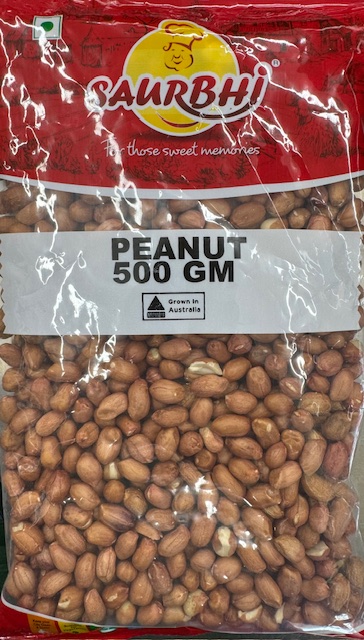 SAURBHi
®
For those sweet memories
PEANUT
500 GM
Grown in
Australia